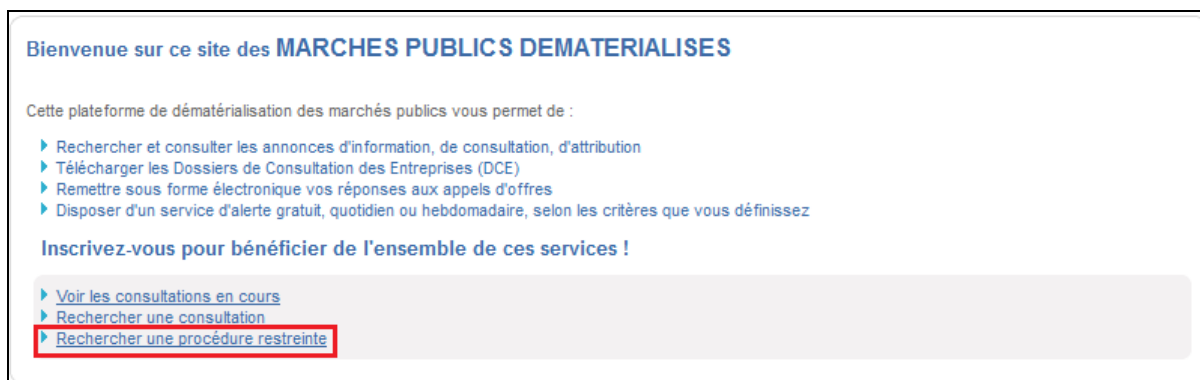 Bienvenue sur ce site des MARCHES PUBLICS DEMATERIALISES
Cette plateforme de dématérialisation des marchés publics vous permet de :
Rechercher et consulter les annonces d'information, de consultation, d'attribution
Télécharger les Dossiers de Consultation des Entreprises (DCE)
Remettre sous forme électronique vos réponses aux appels d'offres
Disposer d'un service d'alerte gratuit, quotidien ou hebdomadaire, selon les critères que vous définissez
Inscrivez-vous pour bénéficier de l'ensemble de ces services !
Voir les consultations en cours
Rechercher une consultation
Rechercher une procédure restreinte